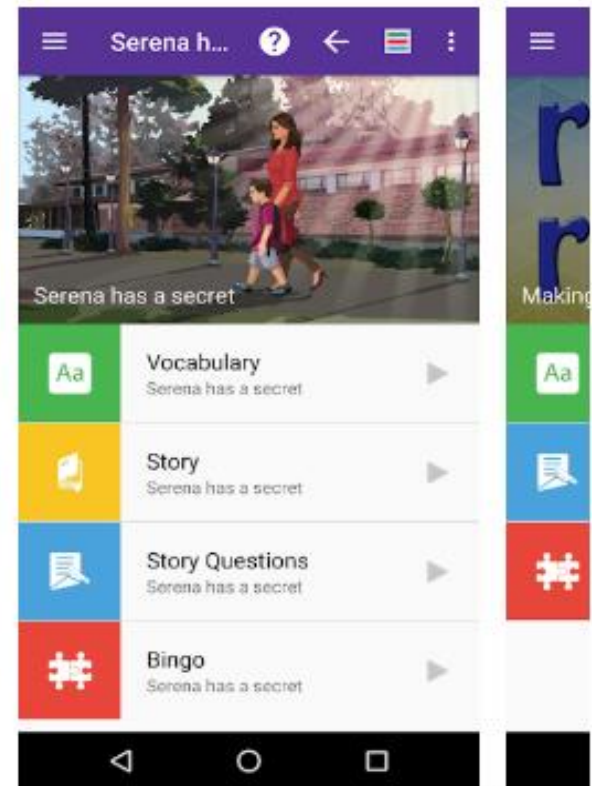 Serena h...
Serena has a secret
Aa
Vocabulary
Serena has a secret
Story
Serena has a secret
Story Questions
Serena has a secret
Bingo
Serena has a secret
r
r
Making
Aa